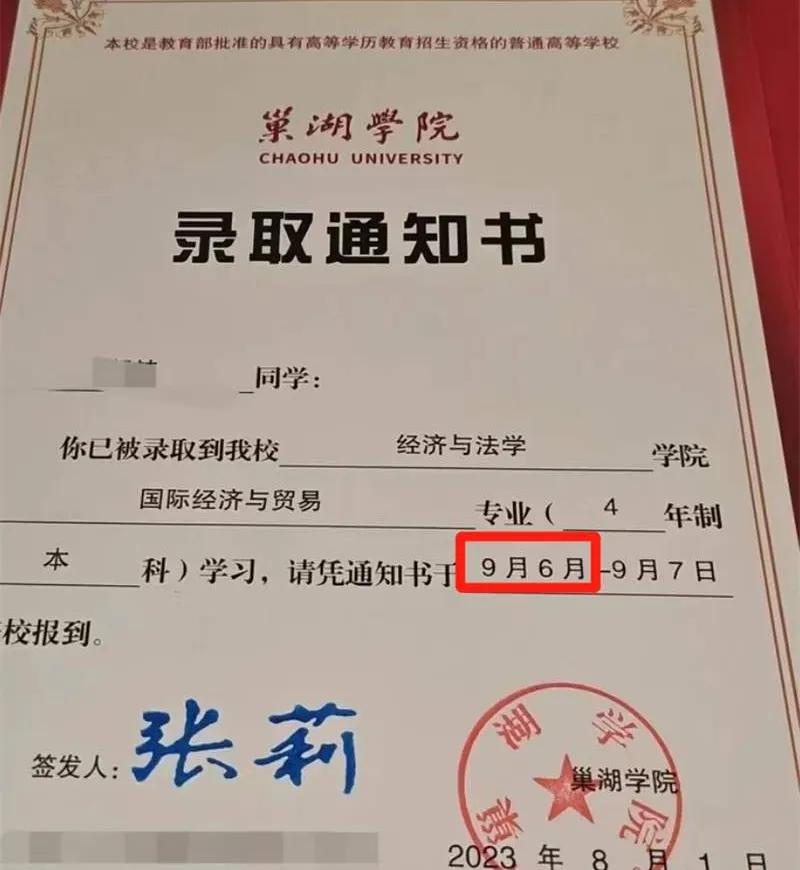 本校是教育部批准的具有高等学历教育招生资格的普通高等学校
巢湖學院
CHAOHU UNIVERSITY
录取通知书
同学：
你已被录取到我校 经济与法学 学院
国际经济与贸易 专业（ 4 年制
本 科）学习，请凭通知书于 9月6月-9月7日
校报到。
签发人：张莉
巢湖学院
巢湖学院
2023 年 8 月 1 日